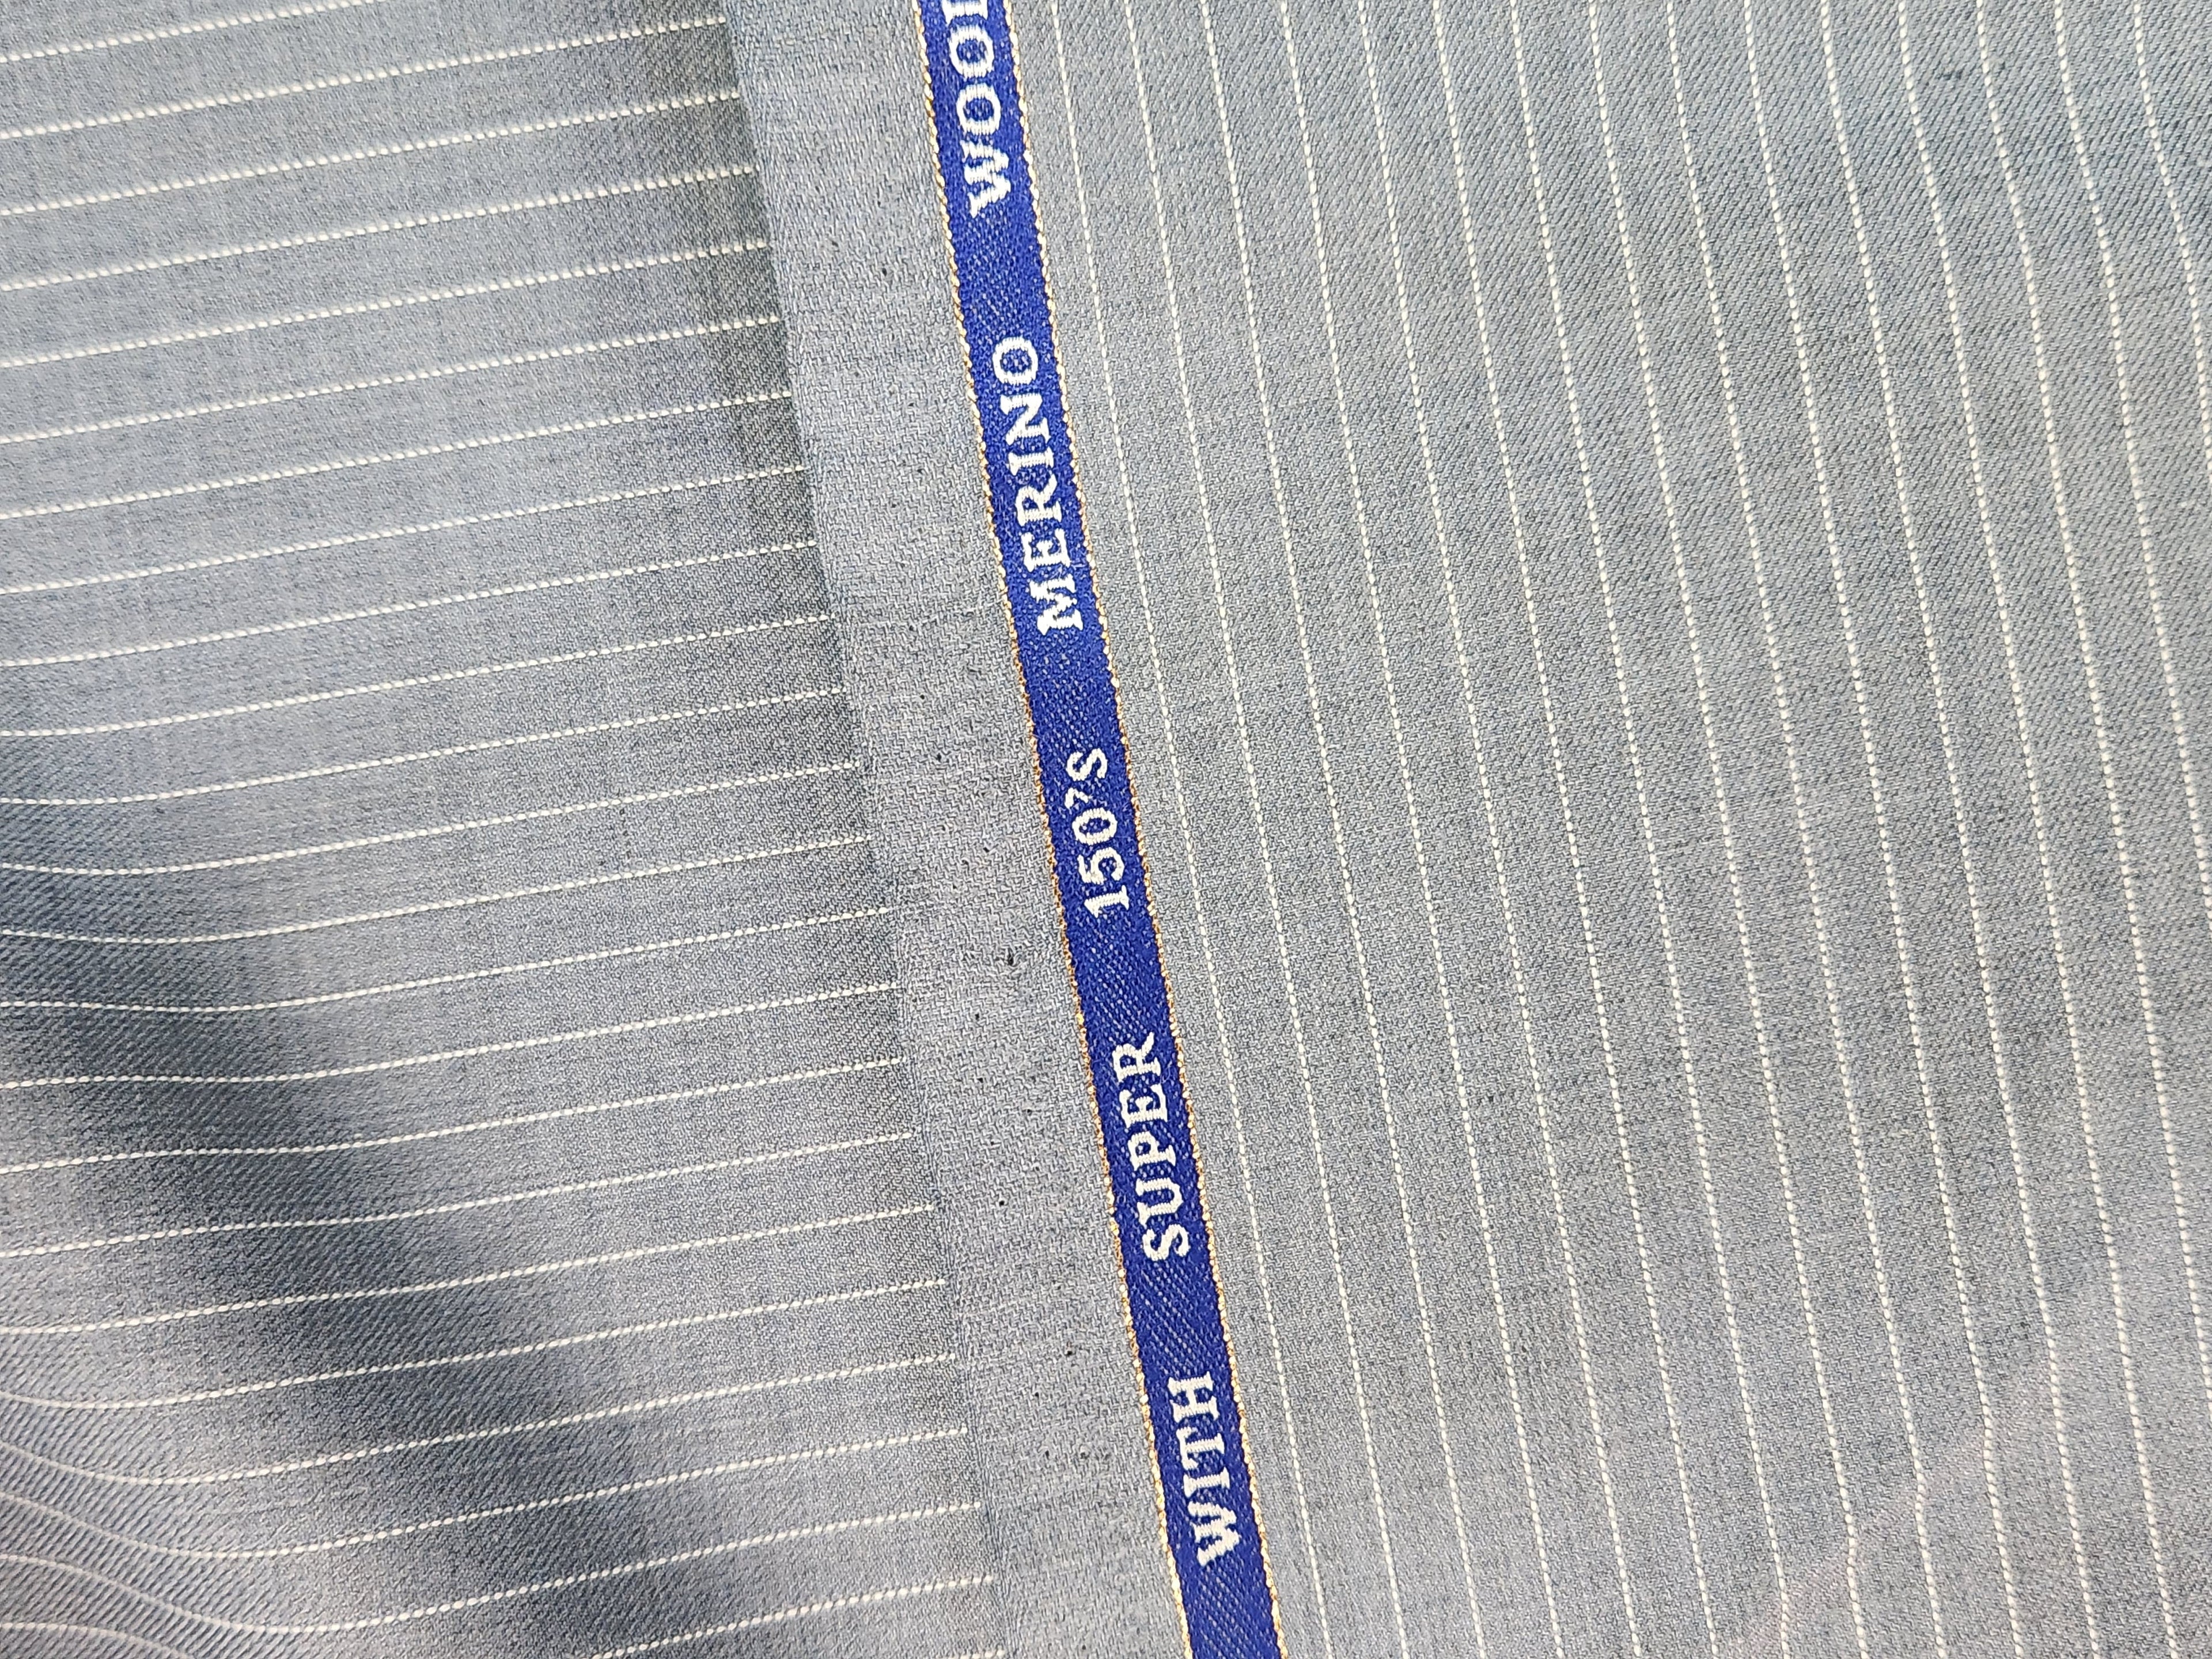 WITH SUPER 150'S MERINO WOOL